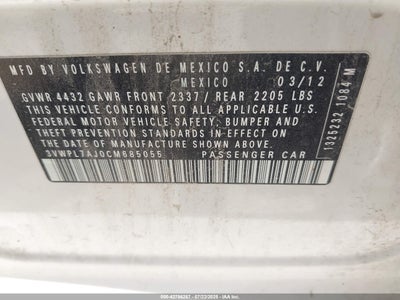 MFD BY VOLKSWAGEN DE MEXICO S.A. DE C.V.
MEXICO 03/12
GVWR 4432 GAWR FRONT 2337/ REAR 2205 LBS
THIS VEHICLE CONFORMS TO ALL APPLICABLE U.S.
FEDERAL MOTOR VEHICLE SAFETY, BUMPER AND
THEFT PREVENTION STANDARDS IN EFFECT ON
THE DATE OF MANUFACTURE SHOWN ABOVE.
3VWPL7AJ0CM685055 PASSENGER CAR
1325232 1084 M